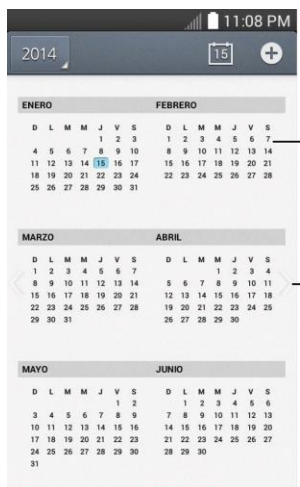 11:08 PM
2014
15
ENERO FEBRERO
D L M M J V S D L M M J V S
1 2 3 1 2 3 4 5 6 7
4 5 6 7 8 9 10 8 9 10 11 12 13 14
11 12 13 14 15 16 17 15 16 17 18 19 20 21
18 19 20 21 22 23 24 22 23 24 25 26 27 28
25 26 27 28 29 30 31
MARZO ABRIL
D L M M J V S D L M M J V S
1 2 3 4 5 6 7 1 2 3 4
8 9 10 11 12 13 14 5 6 7 8 9 10 11
15 16 17 18 19 20 21 12 13 14 15 16 17 18
22 23 24 25 26 27 28 19 20 21 22 23 24 25
29 30 31 26 27 28 29 30
MAYO JUNIO
D L M M J V S D L M M J V S
1 2 1 2 3 4 5 6
3 4 5 6 7 8 9 7 8 9 10 11 12 13
10 11 12 13 14 15 16 14 15 16 17 18 19 20
17 18 19 20 21 22 23 21 22 23 24 25 26 27
24 25 26 27 28 29 30 28 29 30
31